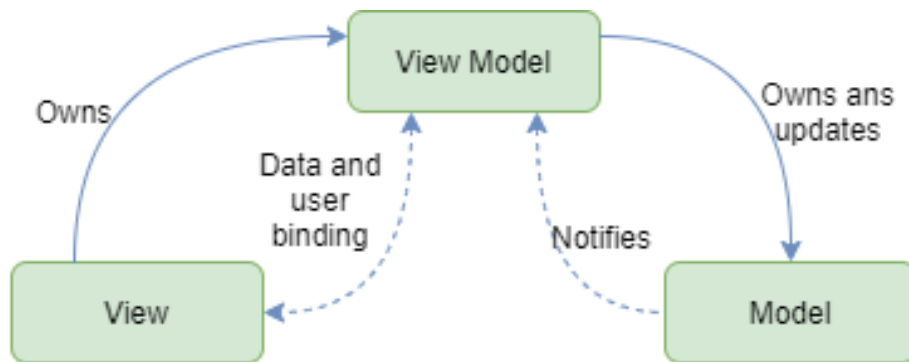 View Model
Owns
Owns ans
updates
Data and
user
binding
Notifies
View
Model